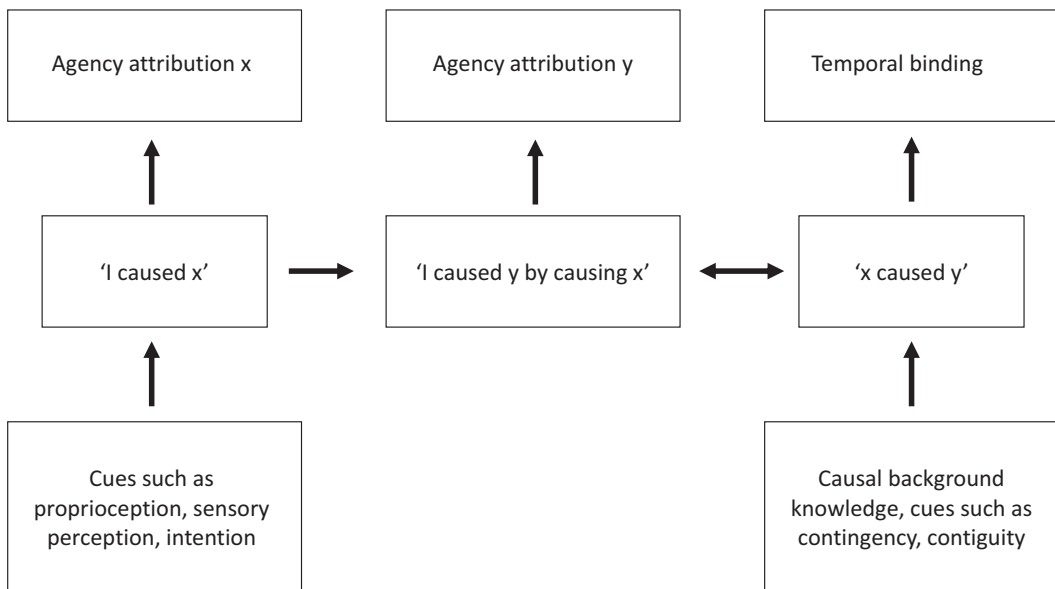 Agency attribution x
Agency attribution y
Temporal binding
‘I caused x’
‘I caused y by causing x’
‘x caused y’
Cues such as
proprioception, sensory
perception, intention
Causal background
knowledge, cues such as
contingency, contiguity